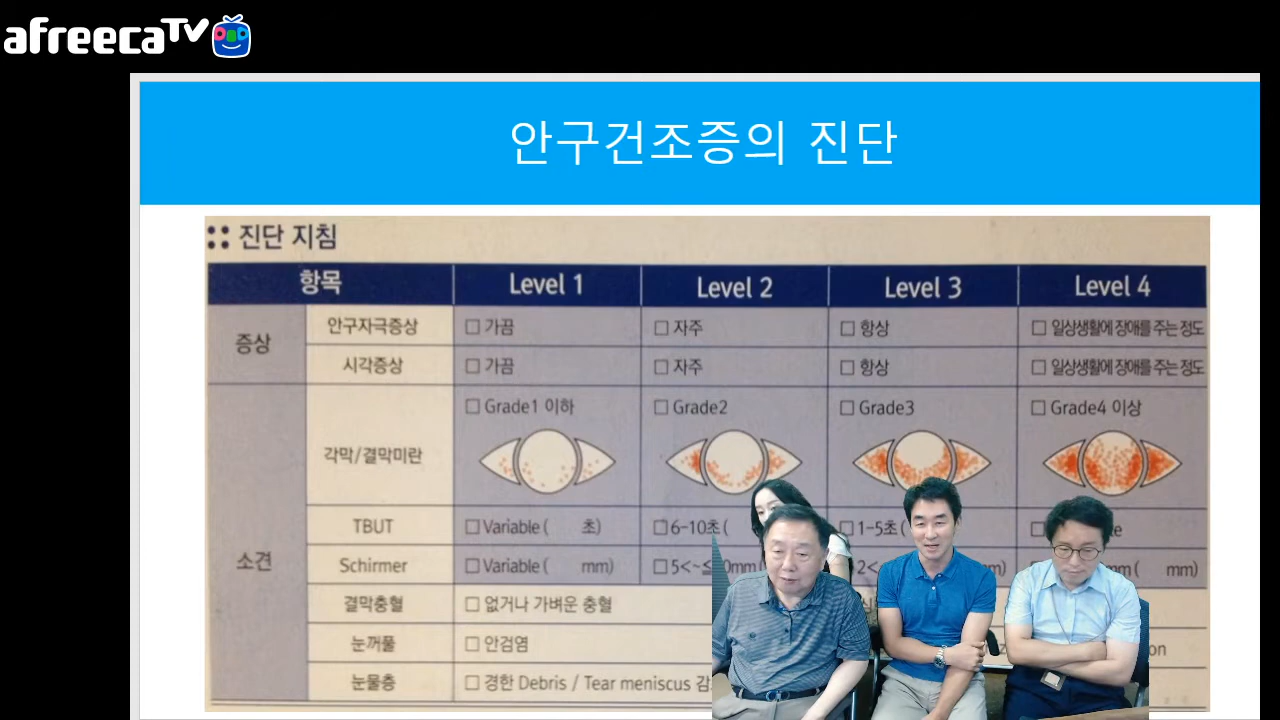 afreecaTV
안구건조증의 진단
진단 지침
항목 Level 1 Level 2 Level 3 Level 4
증상 안구자극증상 □ 가끔 □ 자주 □ 항상 □ 일상생활에 장애를 주는 정도
시각증상 □ 가끔 □ 자주 □ 항상 □ 일상생활에 장애를 주는 정도
소견 각막/결막미란 □ Grade1 이하 □ Grade2 □ Grade3 □ Grade4 이상
TBUT □ Variable ( 초) □ 6-10초 ( □ 1-5초 (
Schirmer □ Variable ( mm) □ 5<~≤ 0mm mm) mm ( mm)
결막충혈 □ 없거나 가벼운 충혈
눈꺼풀 □ 안검염
눈물층 □ 경한 Debris / Tear meniscus